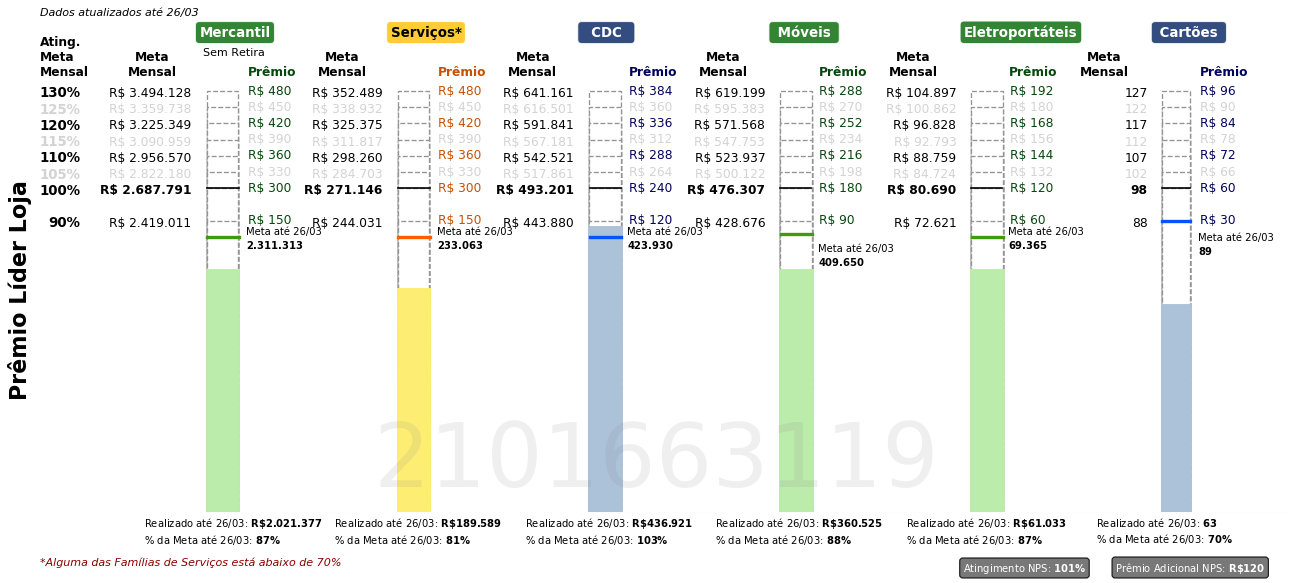 Dados atualizados até 26/03
Mercantil Serviços* CDC Móveis Eletroportáteis Cartões
Sem Retira
Ating. Meta Mensal Meta Mensal Prêmio Meta Mensal Prêmio Meta Mensal Prêmio Meta Mensal Prêmio Meta Mensal Prêmio Meta Mensal Prêmio
130% R$ 3.494.128 R$ 480 R$ 352.489 R$ 480 R$ 641.161 R$ 384 R$ 619.199 R$ 288 R$ 104.897 R$ 192 127 R$ 96
125% R$ 3.359.738 R$ 450 R$ 338.932 R$ 450 R$ 616.501 R$ 360 R$ 595.383 R$ 270 R$ 100.862 R$ 180 122 R$ 90
120% R$ 3.225.349 R$ 420 R$ 325.375 R$ 420 R$ 591.841 R$ 336 R$ 571.568 R$ 252 R$ 96.828 R$ 168 117 R$ 84
115% R$ 3.090.959 R$ 390 R$ 311.817 R$ 390 R$ 567.181 R$ 312 R$ 547.753 R$ 234 R$ 92.793 R$ 156 112 R$ 78
110% R$ 2.956.570 R$ 360 R$ 298.260 R$ 360 R$ 542.521 R$ 288 R$ 523.937 R$ 216 R$ 88.759 R$ 144 107 R$ 72
105% R$ 2.822.180 R$ 330 R$ 284.703 R$ 330 R$ 517.861 R$ 264 R$ 500.122 R$ 198 R$ 84.724 R$ 132 102 R$ 66
100% R$ 2.687.791 R$ 300 R$ 271.146 R$ 300 R$ 493.201 R$ 240 R$ 476.307 R$ 180 R$ 80.690 R$ 120 98 R$ 60
90% R$ 2.419.011 R$ 150 R$ 244.031 R$ 150 R$ 443.880 R$ 120 R$ 428.676 R$ 90 R$ 72.621 R$ 60 88 R$ 30
Meta até 26/03 Meta até 26/03 Meta até 26/03 Meta até 26/03 Meta até 26/03 Meta até 26/03
2.311.313 233.063 423.930 409.650 69.365 89
Prêmio Líder Loja
2101663119
Realizado até 26/03: R$2.021.377 Realizado até 26/03: R$189.589 Realizado até 26/03: R$436.921 Realizado até 26/03: R$360.525 Realizado até 26/03: R$61.033 Realizado até 26/03: 63
% da Meta até 26/03: 87% % da Meta até 26/03: 81% % da Meta até 26/03: 103% % da Meta até 26/03: 88% % da Meta até 26/03: 87% % da Meta até 26/03: 70%
*Alguma das Famílias de Serviços está abaixo de 70% Atingimento NPS: 101% Prêmio Adicional NPS: R$120